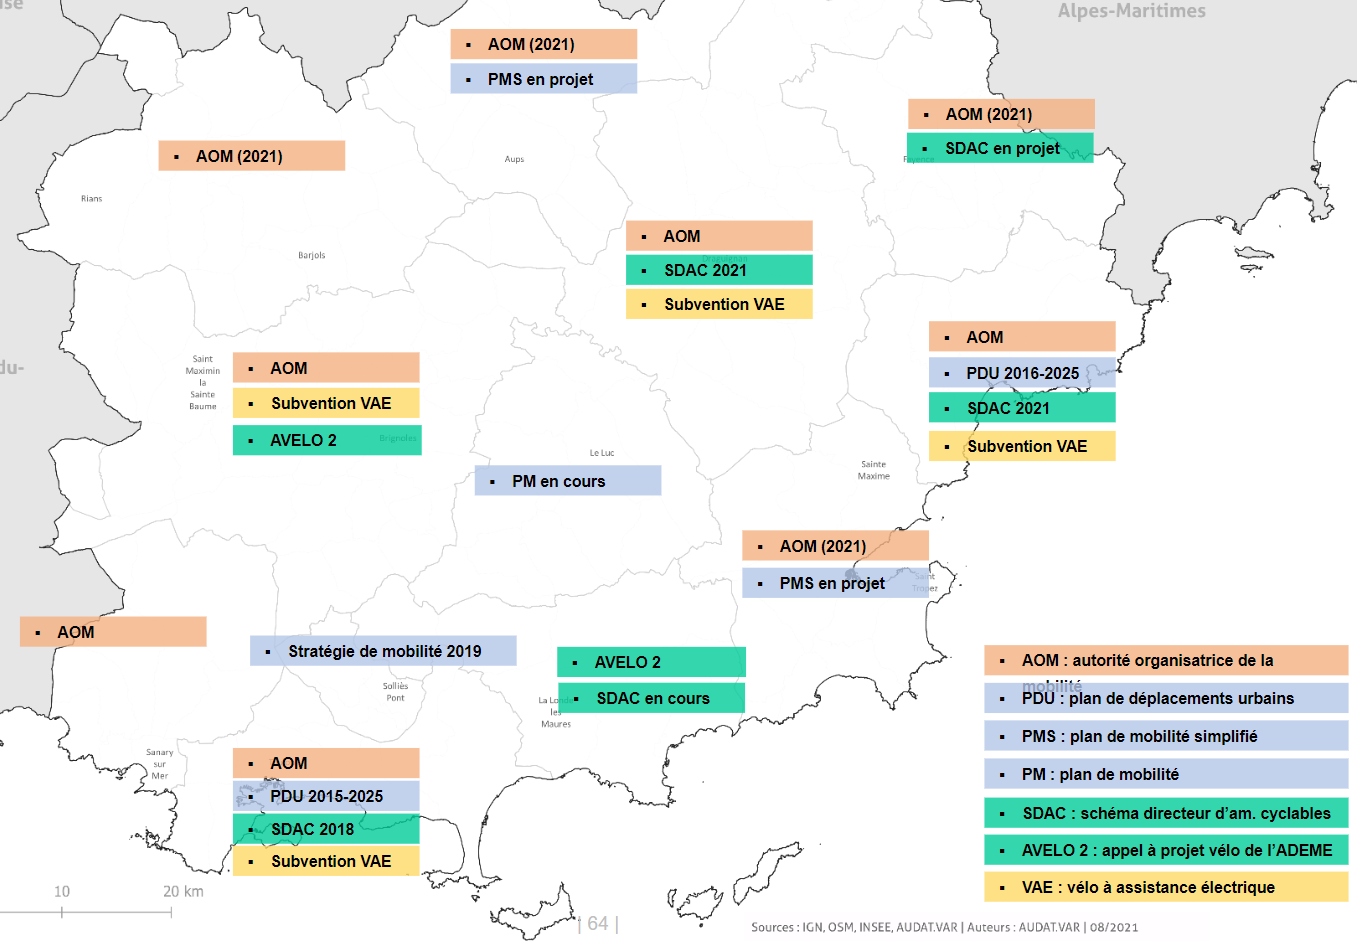 Alpes-Maritimes
▪ AOM (2021)
▪ PMS en projet
▪ AOM (2021)
▪ SDAC en projet
Fayence
▪ AOM (2021)
Aups
Rians
Barjols
▪ AOM
▪ SDAC 2021
Draguignan
▪ Subvention VAE
▪ AOM
▪ PDU 2016-2025
▪ SDAC 2021
▪ Subvention VAE
du-
Saint
Maximin
la
Sainte
Baume
▪ AOM
▪ Subvention VAE
▪ AVELO 2
Brignoles
Le Luc
▪ PM en cours
Sainte
Maxime
▪ AOM (2021)
▪ PMS en projet
Saint
Tropez
▪ AOM
▪ Stratégie de mobilité 2019
Solliès
Pont
▪ AVELO 2
▪ SDAC en cours
La Londe
les
Maures
Sanary
sur
Mer
▪ AOM
▪ PDU 2015-2025
▪ SDAC 2018
▪ Subvention VAE
▪ AOM : autorité organisatrice de la
mobilité
▪ PDU : plan de déplacements urbains
▪ PMS : plan de mobilité simplifié
▪ PM : plan de mobilité
▪ SDAC : schéma directeur d’am. cyclables
▪ AVELO 2 : appel à projet vélo de l’ADEME
▪ VAE : vélo à assistance électrique
10 20 km
| 64 |
Sources : IGN, OSM, INSEE, AUDAT.VAR | Auteurs : AUDAT.VAR | 08/2021